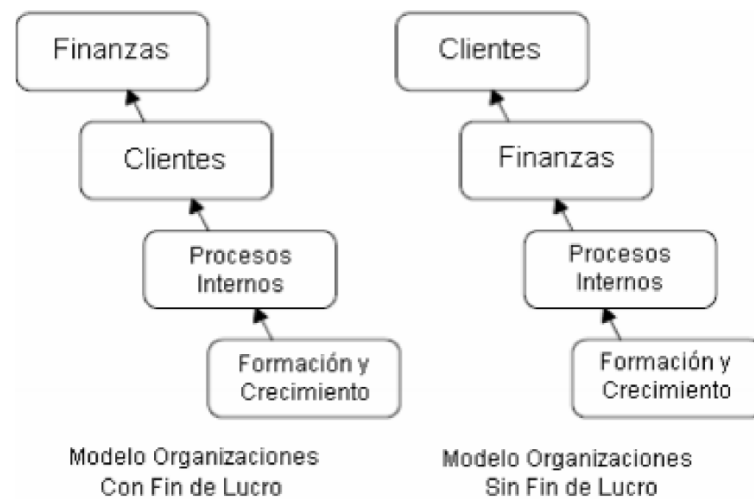 Finanzas
Clientes
Procesos
Internos
Formación y
Crecimiento
Modelo Organizaciones
Con Fin de Lucro
Clientes
Finanzas
Procesos
Internos
Formación y
Crecimiento
Modelo Organizaciones
Sin Fin de Lucro